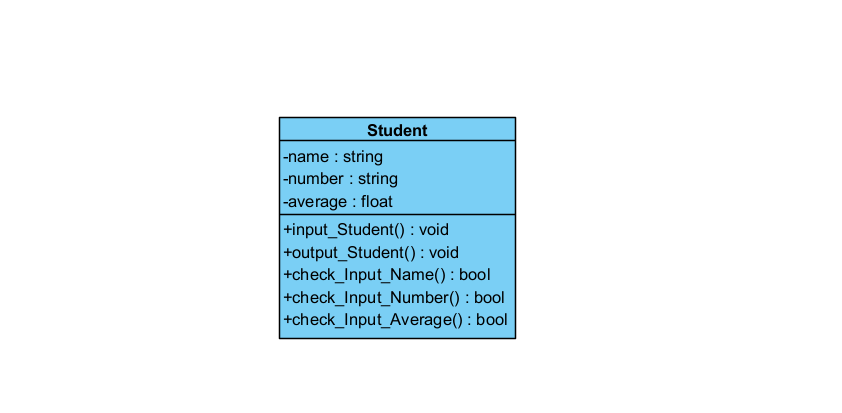 Student
-name : string
-number : string
-average : float
+input_Student() : void
+output_Student() : void
+check_Input_Name() : bool
+check_Input_Number() : bool
+check_Input_Average() : bool